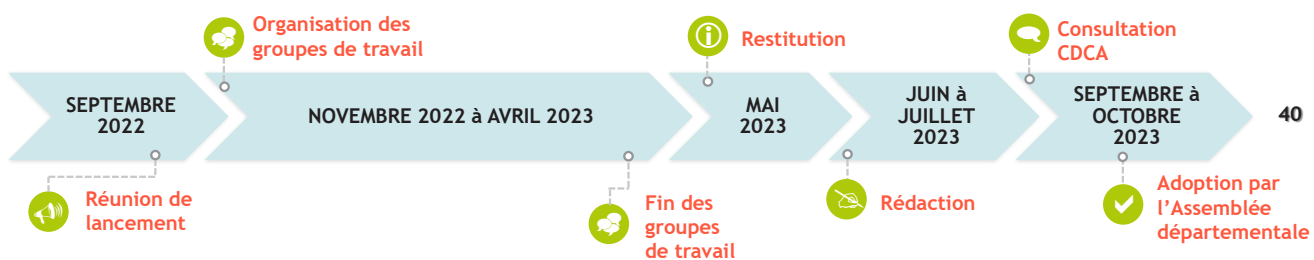 Organisation des
groupes de travail
Restitution
Consultation
CDCA
SEPTEMBRE
2022
NOVEMBRE 2022 à AVRIL 2023
MAI
2023
JUIN à
JUILLET
2023
SEPTEMBRE à
OCTOBRE
2023
40
Réunion de
lancement
Fin des
groupes
de travail
Rédaction
Adoption par
l’Assemblée
départementale